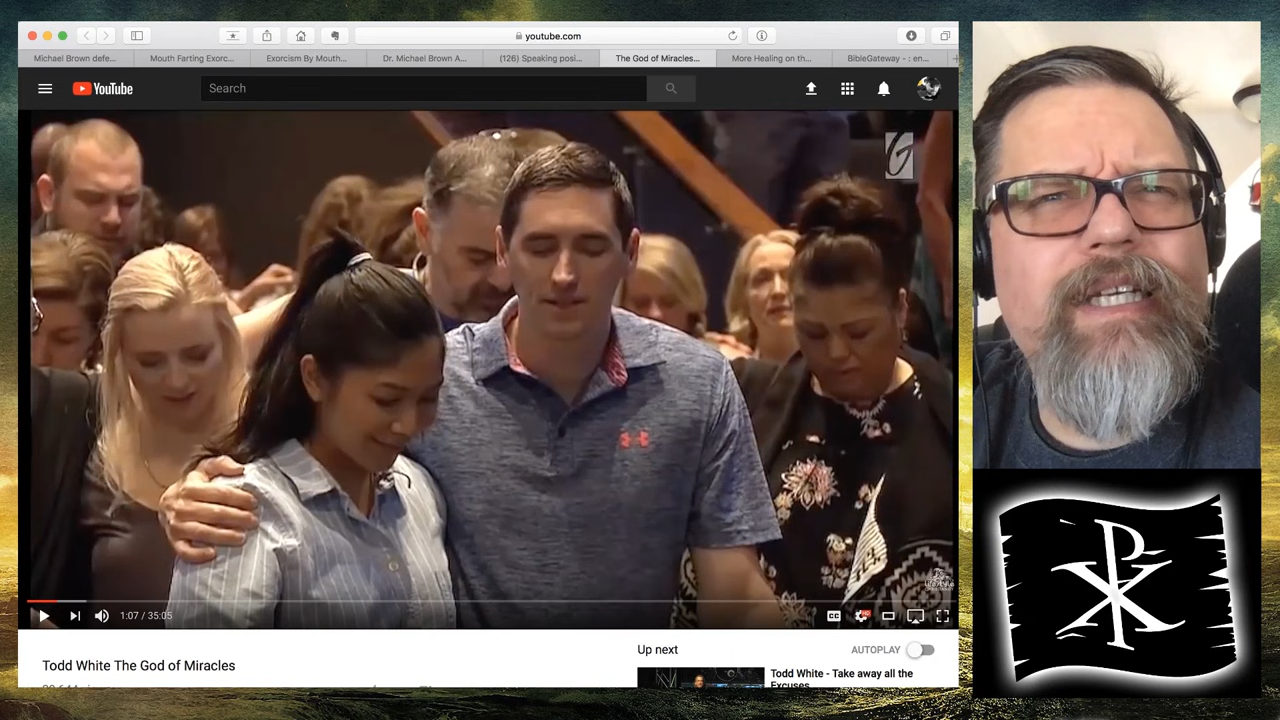 youtube.com
Michael Brown defe...
Mouth Farting Exorc...
Exorcism By Mouth...
Dr. Michael Brown A...
(126) Speaking posi...
The God of Miracles...
More Healing on th...
BibleGateway - : en...
YouTube
Search
G
1:07 / 35:05
CC
HD
Todd White The God of Miracles
Up next
AUTOPLAY
Todd White - Take away all the
Excuses